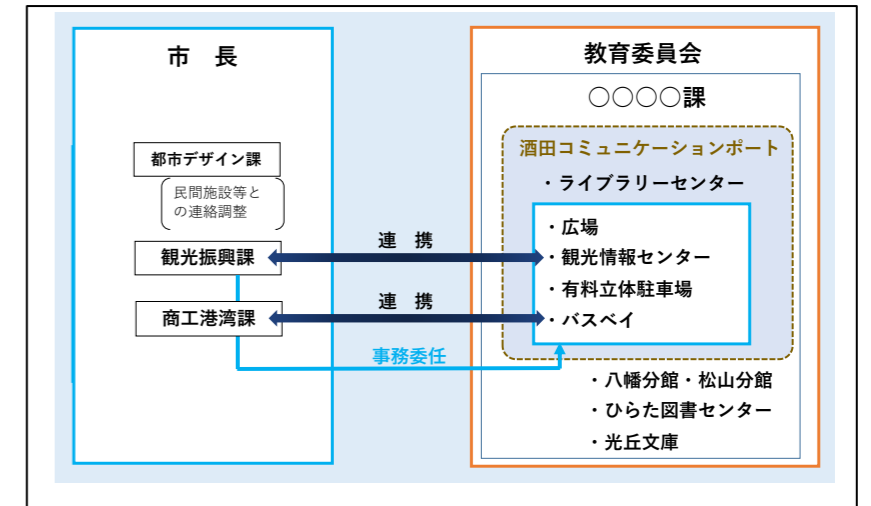 市　長
都市デザイン課
民間施設等と
の連絡調整
観光振興課
商工港湾課
連　携
連　携
事務委任
教育委員会
〇〇〇〇課
酒田コミュニケーションポート
・ライブラリーセンター
・広場
・観光情報センター
・有料立体駐車場
・バスベイ
・八幡分館・松山分館
・ひらた図書センター
・光丘文庫